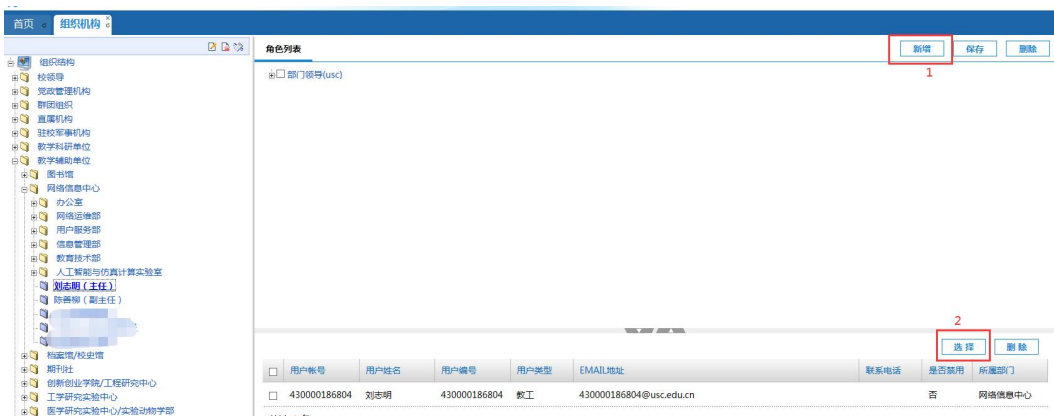 首页
组织机构
组织结构
校领导
党政管理机构
群团组织
直属机构
驻校军事机构
教学科研单位
教学辅助单位
图书馆
网络信息中心
办公室
网络运维部
用户服务部
信息管理部
教育技术部
人工智能与仿真计算实验室
刘志明（主任）
陈善柳（副主任）
档案馆/校史馆
期刊社
创新创业学院/工程研究中心
工学研究实验中心
医学研究实验中心/实验动物学部
角色列表
新增 保存 删除
1
部门领导(usc)
2
选择 删除
用户帐号 用户姓名 用户编号 用户类型 EMAIL地址 联系电话 是否禁用 所属部门
430000186804 刘志明 430000186804 教工 430000186804@usc.edu.cn 否 网络信息中心